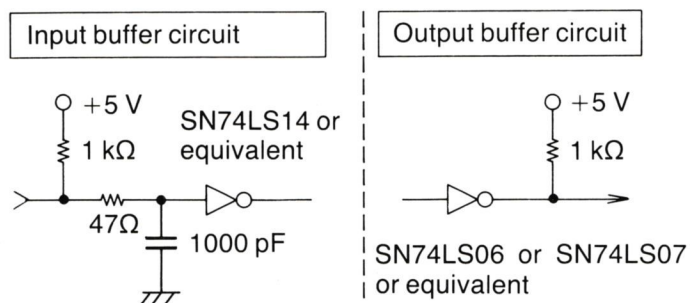 Input buffer circuit
+5 V
SN74LS14 or
equivalent
1 kΩ
47Ω
1000 pF
Output buffer circuit
+5 V
1 kΩ
SN74LS06 or SN74LS07
or equivalent